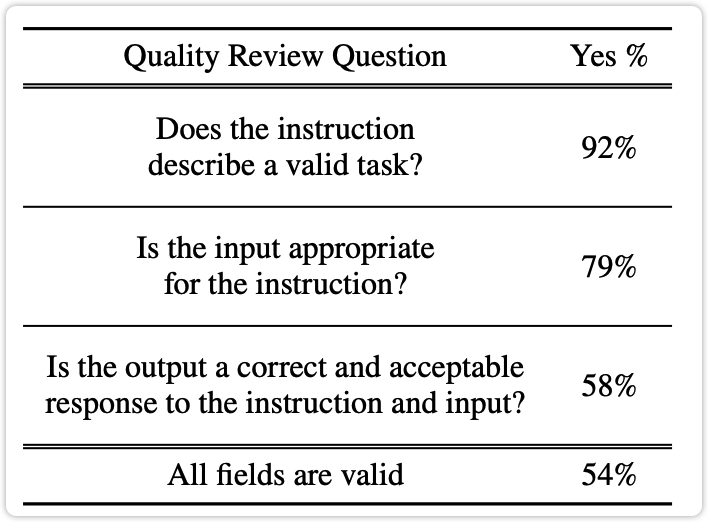 Quality Review Question Yes %
Does the instruction
describe a valid task? 92%
Is the input appropriate
for the instruction? 79%
Is the output a correct and acceptable
response to the instruction and input? 58%
All fields are valid 54%